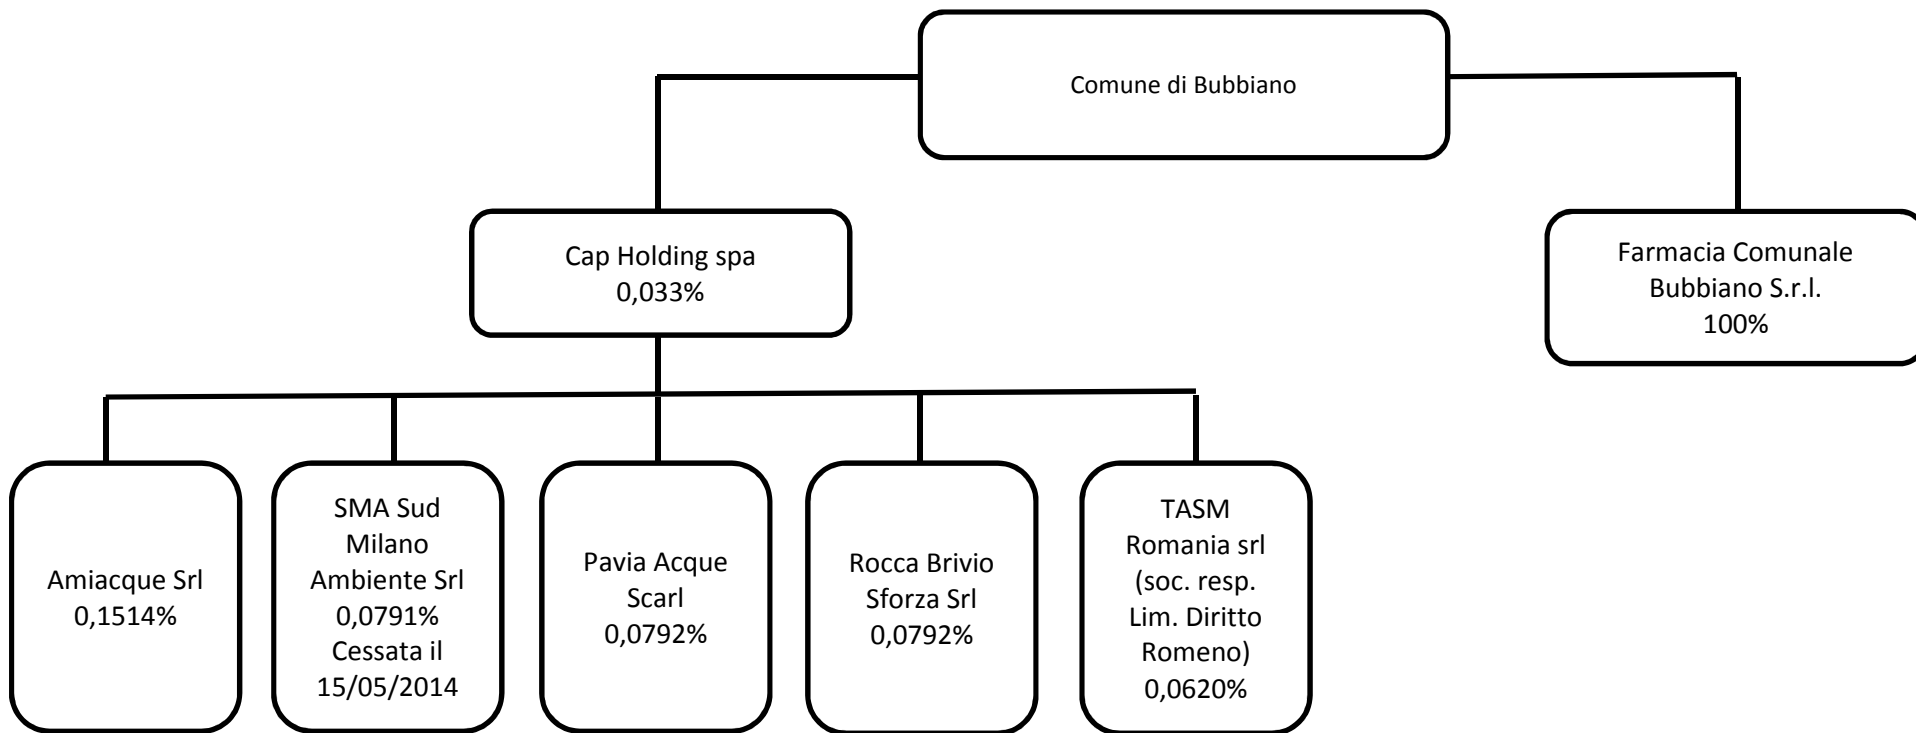 Comune di Bubbiano
Cap Holding spa
0,033%
Farmacia Comunale
Bubbiano S.r.l.
100%
Amiacque Srl
0,1514%
SMA Sud
Milano
Ambiente Srl
0,0791%
Cessata il
15/05/2014
Pavia Acque
Scarl
0,0792%
Rocca Brivio
Sforza Srl
0,0792%
TASM
Romania srl
(soc. resp.
Lim. Diritto
Romeno)
0,0620%